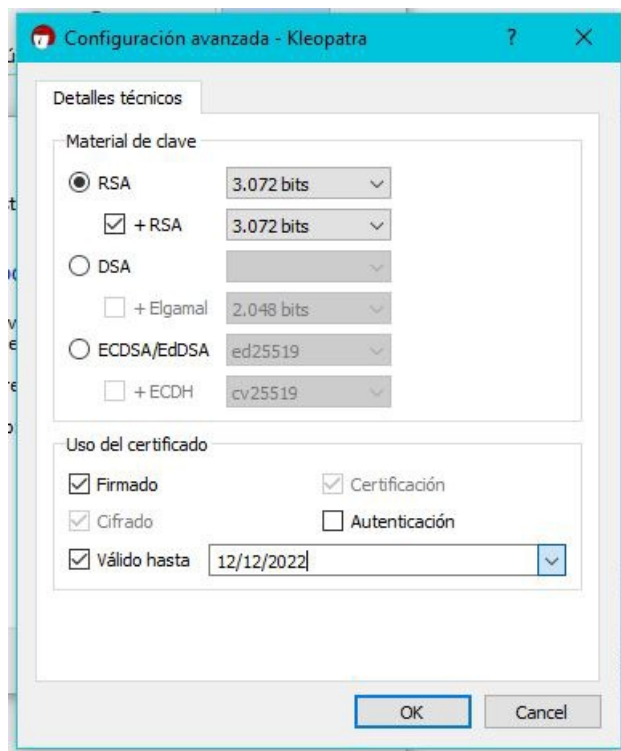 Configuración avanzada - Kleopatra ? ×
Detalles técnicos
Material de clave
RSA 3.072 bits
+ RSA 3.072 bits
DSA
+ Elgamal 2.048 bits
ECDSA/EdDSA ed25519
+ ECDH cv25519
Uso del certificado
Firmado Certificación
Cifrado Autenticación
Válido hasta 12/12/2022
OK Cancel